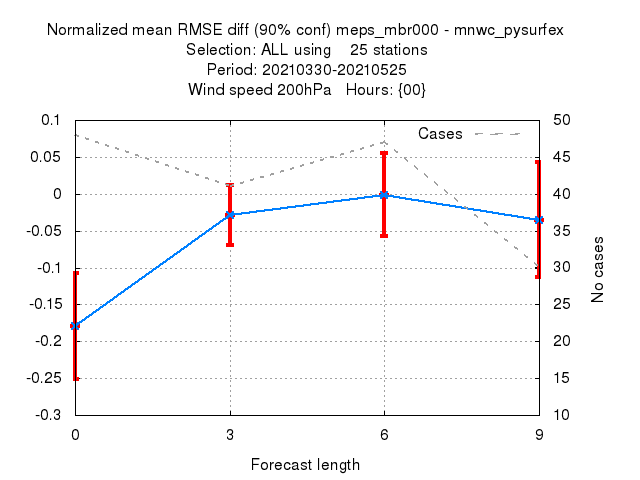 Normalized mean RMSE diff (90% conf) meps_mbr000 - mnwc_pysurfex
Selection: ALL using    25 stations
Period: 20210330-20210525
Wind speed 200hPa   Hours: {00}
0.1
0.05
0
-0.05
-0.1
-0.15
-0.2
-0.25
-0.3
Cases
50
45
40
35
30
25
20
15
10
No cases
0 3 6 9
Forecast length